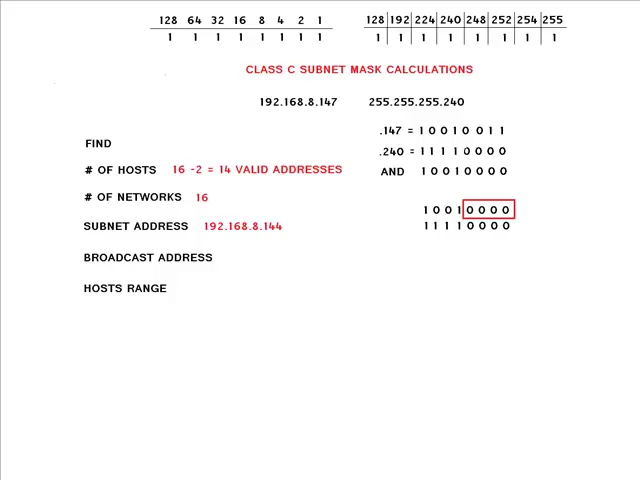 128 64 32 16 8 4 2 1 128 192 224 240 248 252 254 255
1 1 1 1 1 1 1 1 1 1 1 1 1 1 1 1
CLASS C SUBNET MASK CALCULATIONS
192.168.8.147 255.255.255.240
.147 = 1 0 0 1 0 0 1 1
FIND
.240 = 1 1 1 1 0 0 0 0
# OF HOSTS 16 -2 = 14 VALID ADDRESSES AND 1 0 0 1 0 0 0 0
# OF NETWORKS 16
1 0 0 1 0 0 0 0
SUBNET ADDRESS 192.168.8.144 1 1 1 1 0 0 0 0
BROADCAST ADDRESS
HOSTS RANGE